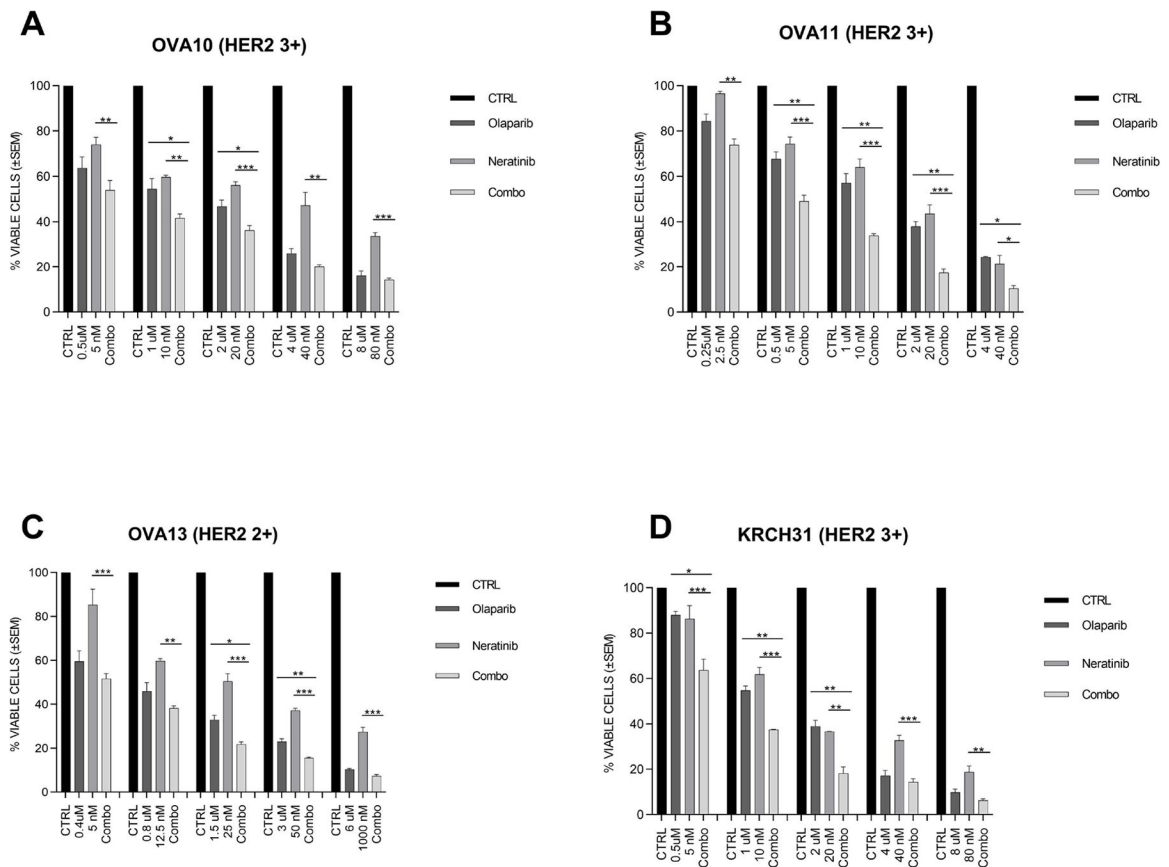 A
OVA10 (HER2 3+)
% VIABLE CELLS (±SEM)
100
80
60
40
20
0
** * ** * *** ** ***
CTRL 0.5uM 5 nM Combo CTRL 1 uM 10 nM Combo CTRL 2 uM 20 nM Combo CTRL 4 uM 40 nM Combo CTRL 8 uM 80 nM Combo
CTRL
Olaparib
Neratinib
Combo
B
OVA11 (HER2 3+)
% VIABLE CELLS (±SEM)
100
80
60
40
20
0
** ** *** ** *** ** *** * *
CTRL 0.25uM 2.5 nM Combo CTRL 0.5 uM 5 nM Combo CTRL 1 uM 10 nM Combo CTRL 2 uM 20 nM Combo CTRL 4 uM 40 nM Combo
CTRL
Olaparib
Neratinib
Combo
C
OVA13 (HER2 2+)
% VIABLE CELLS (±SEM)
100
80
60
40
20
0
*** ** * *** ** *** ***
CTRL 0.4uM 5 nM Combo CTRL 0.8 uM 12.5 nM Combo CTRL 1.5 uM 25 nM Combo CTRL 3 uM 50 nM Combo CTRL 6 uM 1000 nM Combo
CTRL
Olaparib
Neratinib
Combo
D
KRCH31 (HER2 3+)
% VIABLE CELLS (±SEM)
100
80
60
40
20
0
* *** ** *** ** ** *** **
CTRL 0.5uM 5 nM Combo CTRL 1 uM 10 nM Combo CTRL 2 uM 20 nM Combo CTRL 4 uM 40 nM Combo CTRL 8 uM 80 nM Combo
CTRL
Olaparib
Neratinib
Combo